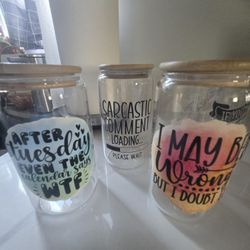 AFTER
tuesday
EVEN THE
calendar says
WTF
SARCASTIC
COMMENT
LOADING...
PLEASE WAIT
I MAY BE
Wrong
BUT I DOUBT